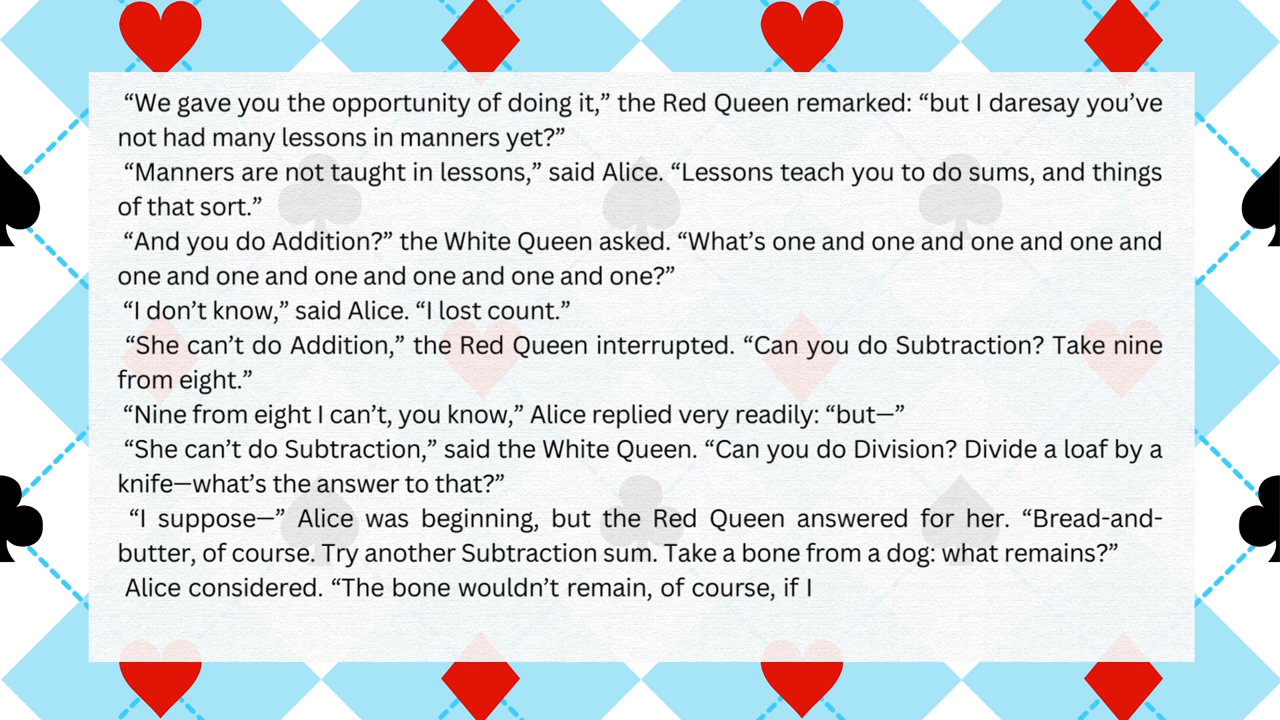 “We gave you the opportunity of doing it,” the Red Queen remarked: “but I daresay you’ve
not had many lessons in manners yet?”
“Manners are not taught in lessons,” said Alice. “Lessons teach you to do sums, and things
of that sort.”
“And you do Addition?” the White Queen asked. “What’s one and one and one and one and
one and one and one and one and one and one?”
“I don’t know,” said Alice. “I lost count.”
“She can’t do Addition,” the Red Queen interrupted. “Can you do Subtraction? Take nine
from eight.”
“Nine from eight I can’t, you know,” Alice replied very readily: “but—”
“She can’t do Subtraction,” said the White Queen. “Can you do Division? Divide a loaf by a
knife—what’s the answer to that?”
“I suppose—” Alice was beginning, but the Red Queen answered for her. “Bread-and-
butter, of course. Try another Subtraction sum. Take a bone from a dog: what remains?”
Alice considered. “The bone wouldn’t remain, of course, if I